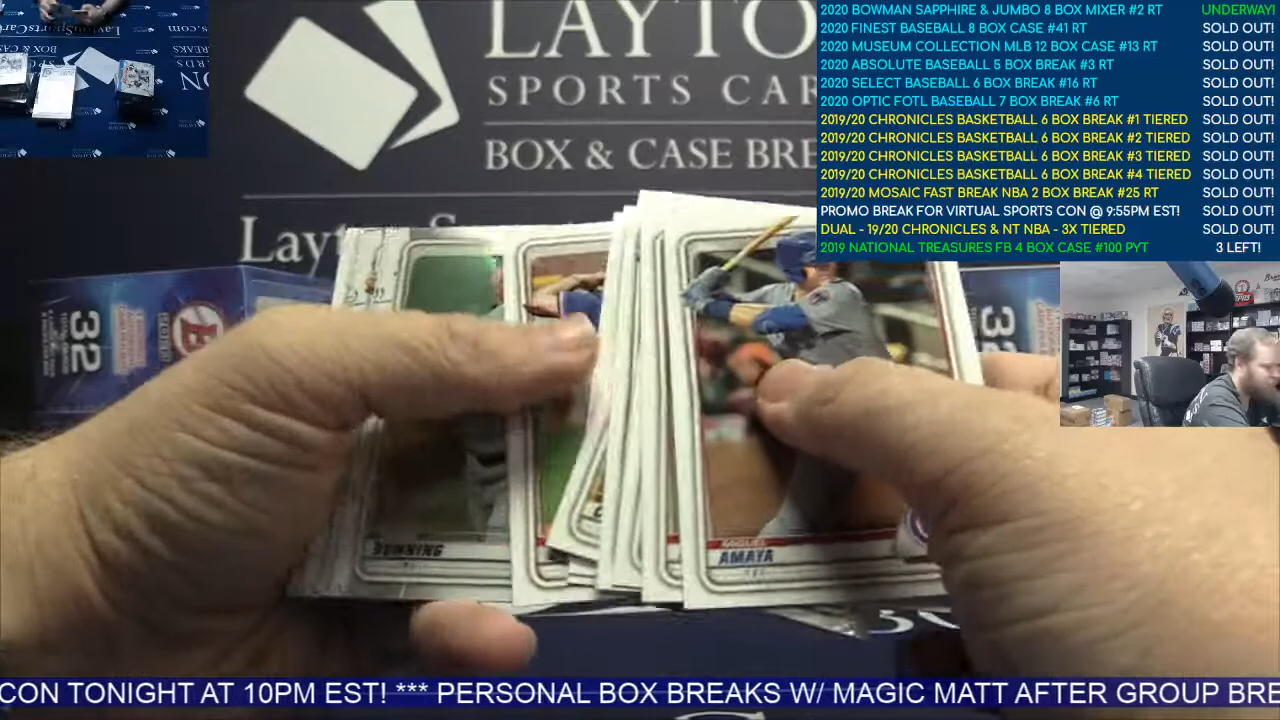 LAYTO
SPORTS CAR
BOX & CASE BRE
Layt
2020 BOWMAN SAPPHIRE & JUMBO 8 BOX MIXER #2 RT UNDERWAY!
2020 FINEST BASEBALL 8 BOX CASE #41 RT SOLD OUT!
2020 MUSEUM COLLECTION MLB 12 BOX CASE #13 RT SOLD OUT!
2020 ABSOLUTE BASEBALL 5 BOX BREAK #3 RT SOLD OUT!
2020 SELECT BASEBALL 6 BOX BREAK #16 RT SOLD OUT!
2020 OPTIC FOTL BASEBALL 7 BOX BREAK #6 RT SOLD OUT!
2019/20 CHRONICLES BASKETBALL 6 BOX BREAK #1 TIERED SOLD OUT!
2019/20 CHRONICLES BASKETBALL 6 BOX BREAK #2 TIERED SOLD OUT!
2019/20 CHRONICLES BASKETBALL 6 BOX BREAK #3 TIERED SOLD OUT!
2019/20 CHRONICLES BASKETBALL 6 BOX BREAK #4 TIERED SOLD OUT!
2019/20 MOSAIC FAST BREAK NBA 2 BOX BREAK #25 RT SOLD OUT!
PROMO BREAK FOR VIRTUAL SPORTS CON @ 9:55PM EST! SOLD OUT!
DUAL - 19/20 CHRONICLES & NT NBA - 3X TIERED SOLD OUT!
2019 NATIONAL TREASURES FB 4 BOX CASE #100 PYT 3 LEFT!
32
DUNNING
MIGUEL
AMAYA
CON TONIGHT AT 10PM EST! *** PERSONAL BOX BREAKS W/ MAGIC MATT AFTER GROUP BRE